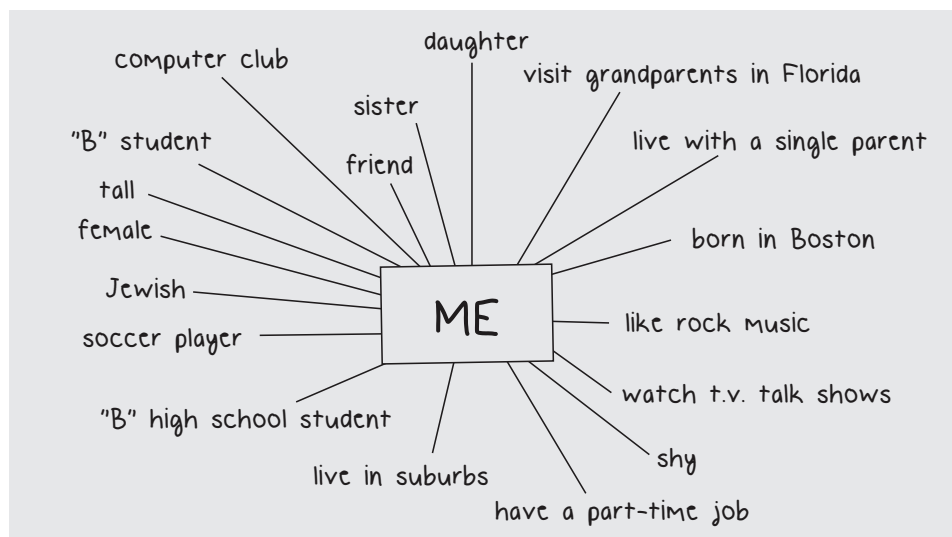 daughter
computer club
visit grandparents in Florida
sister
"B" student
live with a single parent
friend
tall
female
born in Boston
Jewish
ME
like rock music
soccer player
watch t.v. talk shows
"B" high school student
shy
live in suburbs
have a part-time job